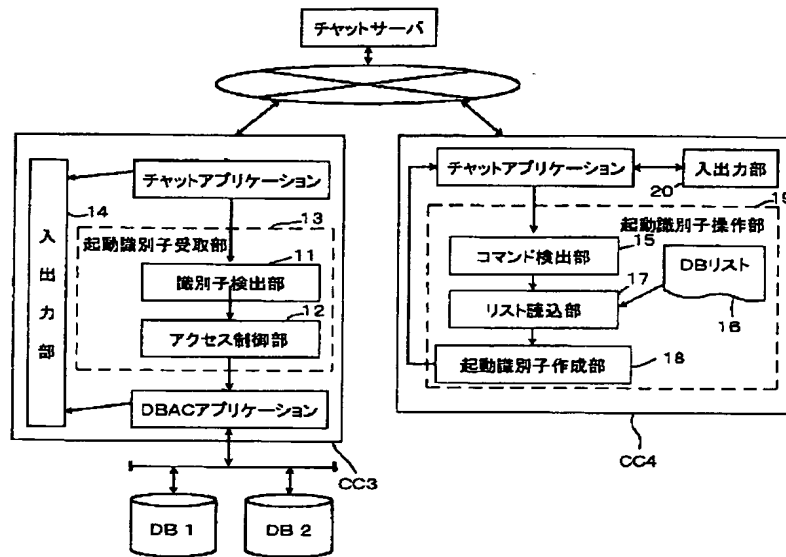 チャットサーバ
チャットアプリケーション
14
13
起動識別子受取部
11
識別子検出部
12
アクセス制御部
入出力部
DBACアプリケーション
CC3
DB 1
DB 2
チャットアプリケーション
入出力部
20
19
起動識別子操作部
15
コマンド検出部
17
DBリスト
リスト読込部
16
起動識別子作成部
18
CC4